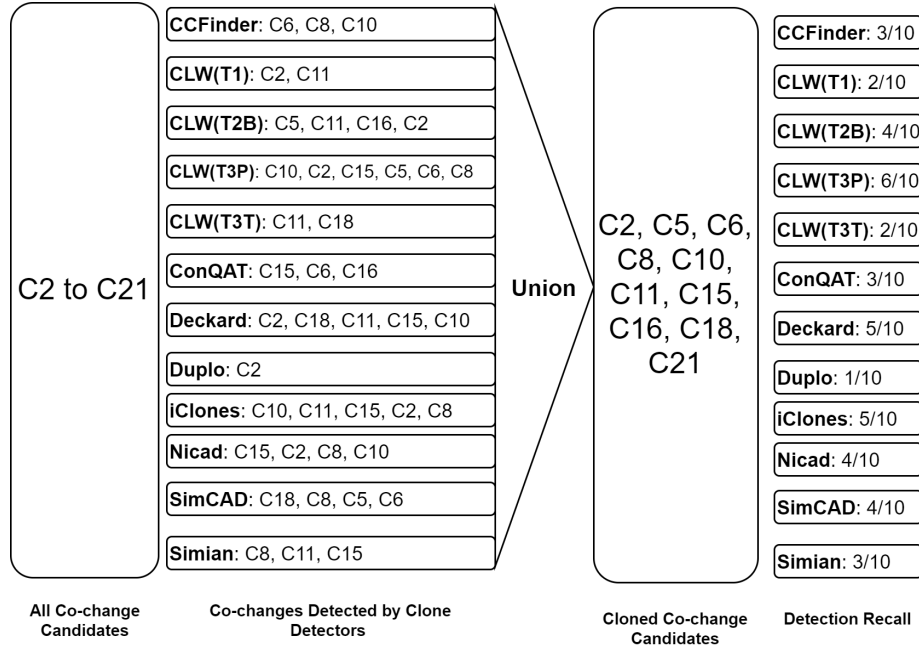 C2 to C21
CCFinder: C6, C8, C10
CLW(T1): C2, C11
CLW(T2B): C5, C11, C16, C2
CLW(T3P): C10, C2, C15, C5, C6, C8
CLW(T3T): C11, C18
ConQAT: C15, C6, C16
Deckard: C2, C18, C11, C15, C10
Duplo: C2
iClones: C10, C11, C15, C2, C8
Nicad: C15, C2, C8, C10
SimCAD: C18, C8, C5, C6
Simian: C8, C11, C15
Union
C2, C5, C6,
C8, C10,
C11, C15,
C16, C18,
C21
CCFinder: 3/10
CLW(T1): 2/10
CLW(T2B): 4/10
CLW(T3P): 6/10
CLW(T3T): 2/10
ConQAT: 3/10
Deckard: 5/10
Duplo: 1/10
iClones: 5/10
Nicad: 4/10
SimCAD: 4/10
Simian: 3/10
All Co-change
Candidates
Co-changes Detected by Clone
Detectors
Cloned Co-change
Candidates
Detection Recall